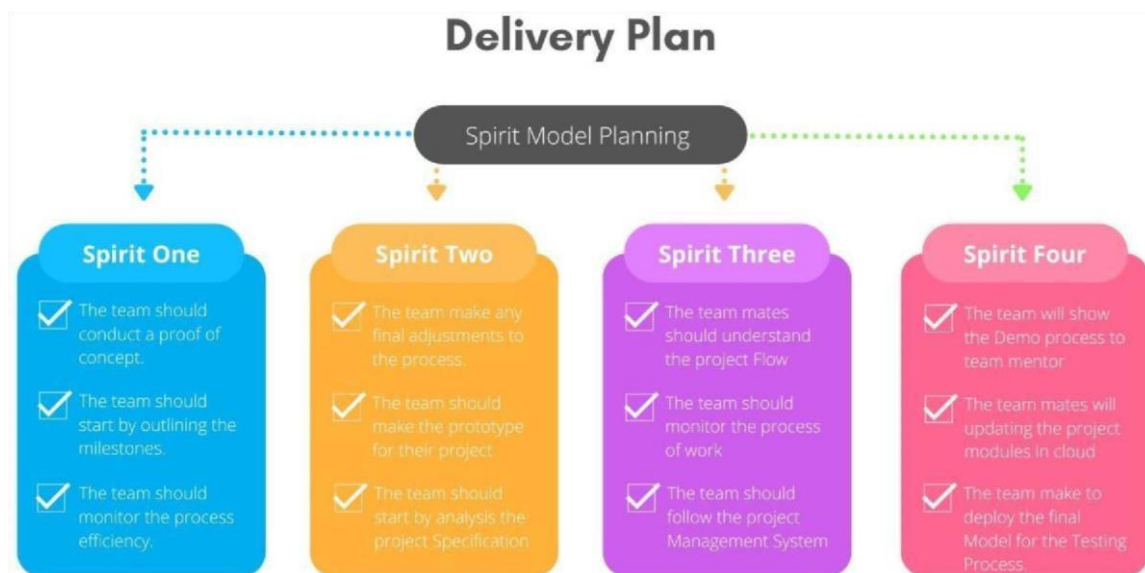 Delivery Plan
Spirit Model Planning
Spirit One
The team should
conduct a proof of
concept.
The team should
start by outlining the
milestones.
The team should
monitor the process
efficiency.
Spirit Two
The team make any
final adjustments to
the process.
The team should
make the prototype
for their project
The team should
start by analysis the
project Specification
Spirit Three
The team mates
should understand
the project Flow
The team should
monitor the process
of work
The team should
follow the project
Management System
Spirit Four
The team will show
the Demo process to
team mentor
The team mates will
updating the project
modules in cloud
The team make to
deploy the final
Model for the Testing
Process.